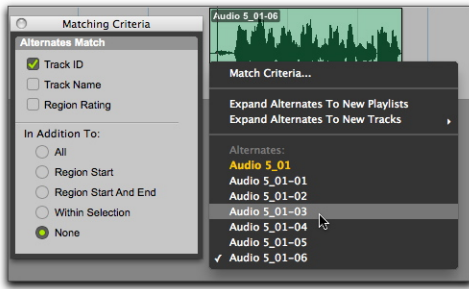 Matching Criteria
Alternates Match
Track ID
Track Name
Region Rating
In Addition To:
All
Region Start
Region Start And End
Within Selection
None
Audio 5_01-06
Match Criteria...
Expand Alternates To New Playlists
Expand Alternates To New Tracks
Alternates:
Audio 5_01
Audio 5_01-01
Audio 5_01-02
Audio 5_01-03
Audio 5_01-04
Audio 5_01-05
✓ Audio 5_01-06